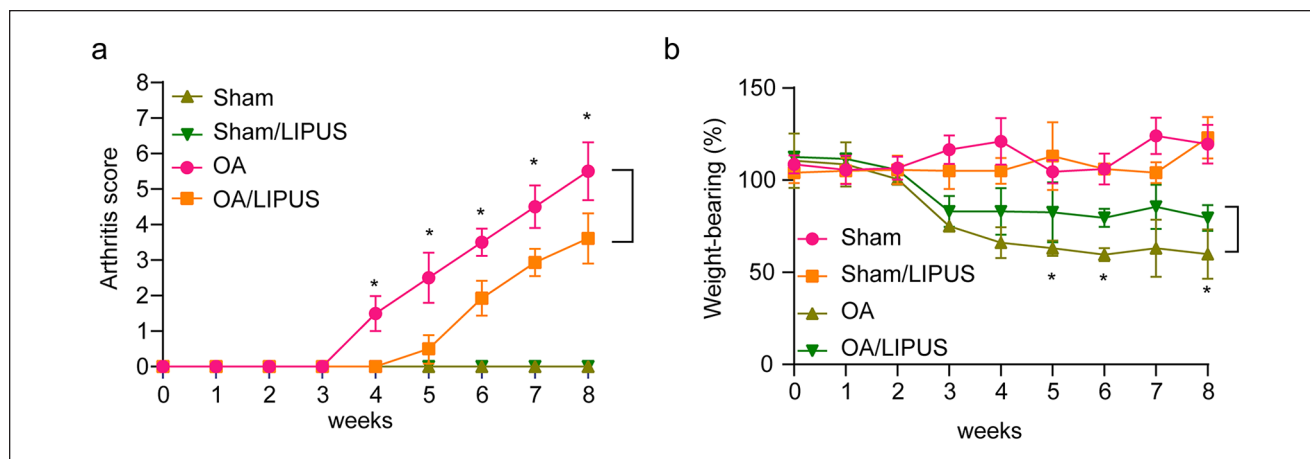 a
8
7
6
5
4
3
2
1
0
Arthritis score
Sham
Sham/LIPUS
OA
OA/LIPUS
*
*
*
*
*
0 1 2 3 4 5 6 7 8
weeks
b
150
100
50
0
Weight-bearing (%)
Sham
Sham/LIPUS
OA
OA/LIPUS
* * *
0 1 2 3 4 5 6 7 8
weeks